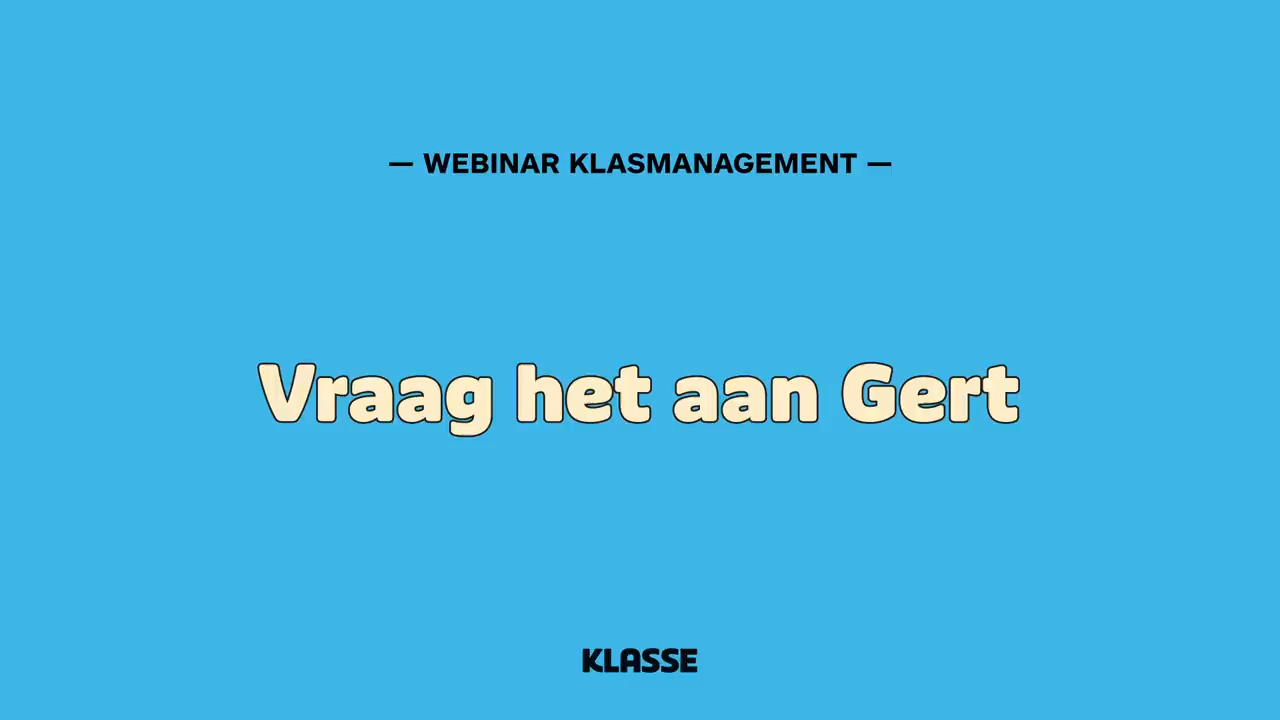 — WEBINAR KLASMANAGEMENT —
Vraag het aan Gert
KLASSE